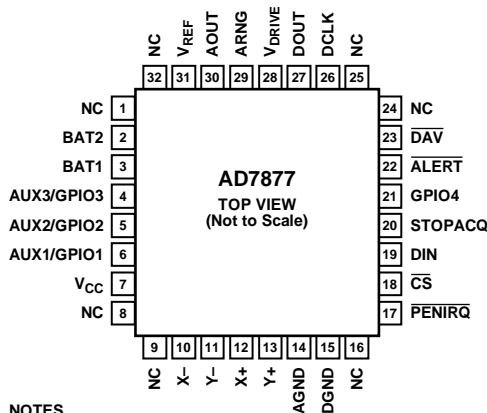 NC
VREF
AOUT
ARNG
VDRIVE
DOUT
DCLK
NC
32
31
30
29
28
27
26
25
NC 1
BAT2 2
BAT1 3
AUX3/GPIO3 4
AUX2/GPIO2 5
AUX1/GPIO1 6
VCC 7
NC 8
AD7877
TOP VIEW
(Not to Scale)
24 NC
23 DAV
22 ALERT
21 GPIO4
20 STOPACQ
19 DIN
18 CS
17 PENIRQ
9
10
11
12
13
14
15
16
NC
X–
Y–
X+
Y+
AGND
DGND
NC
NOTES